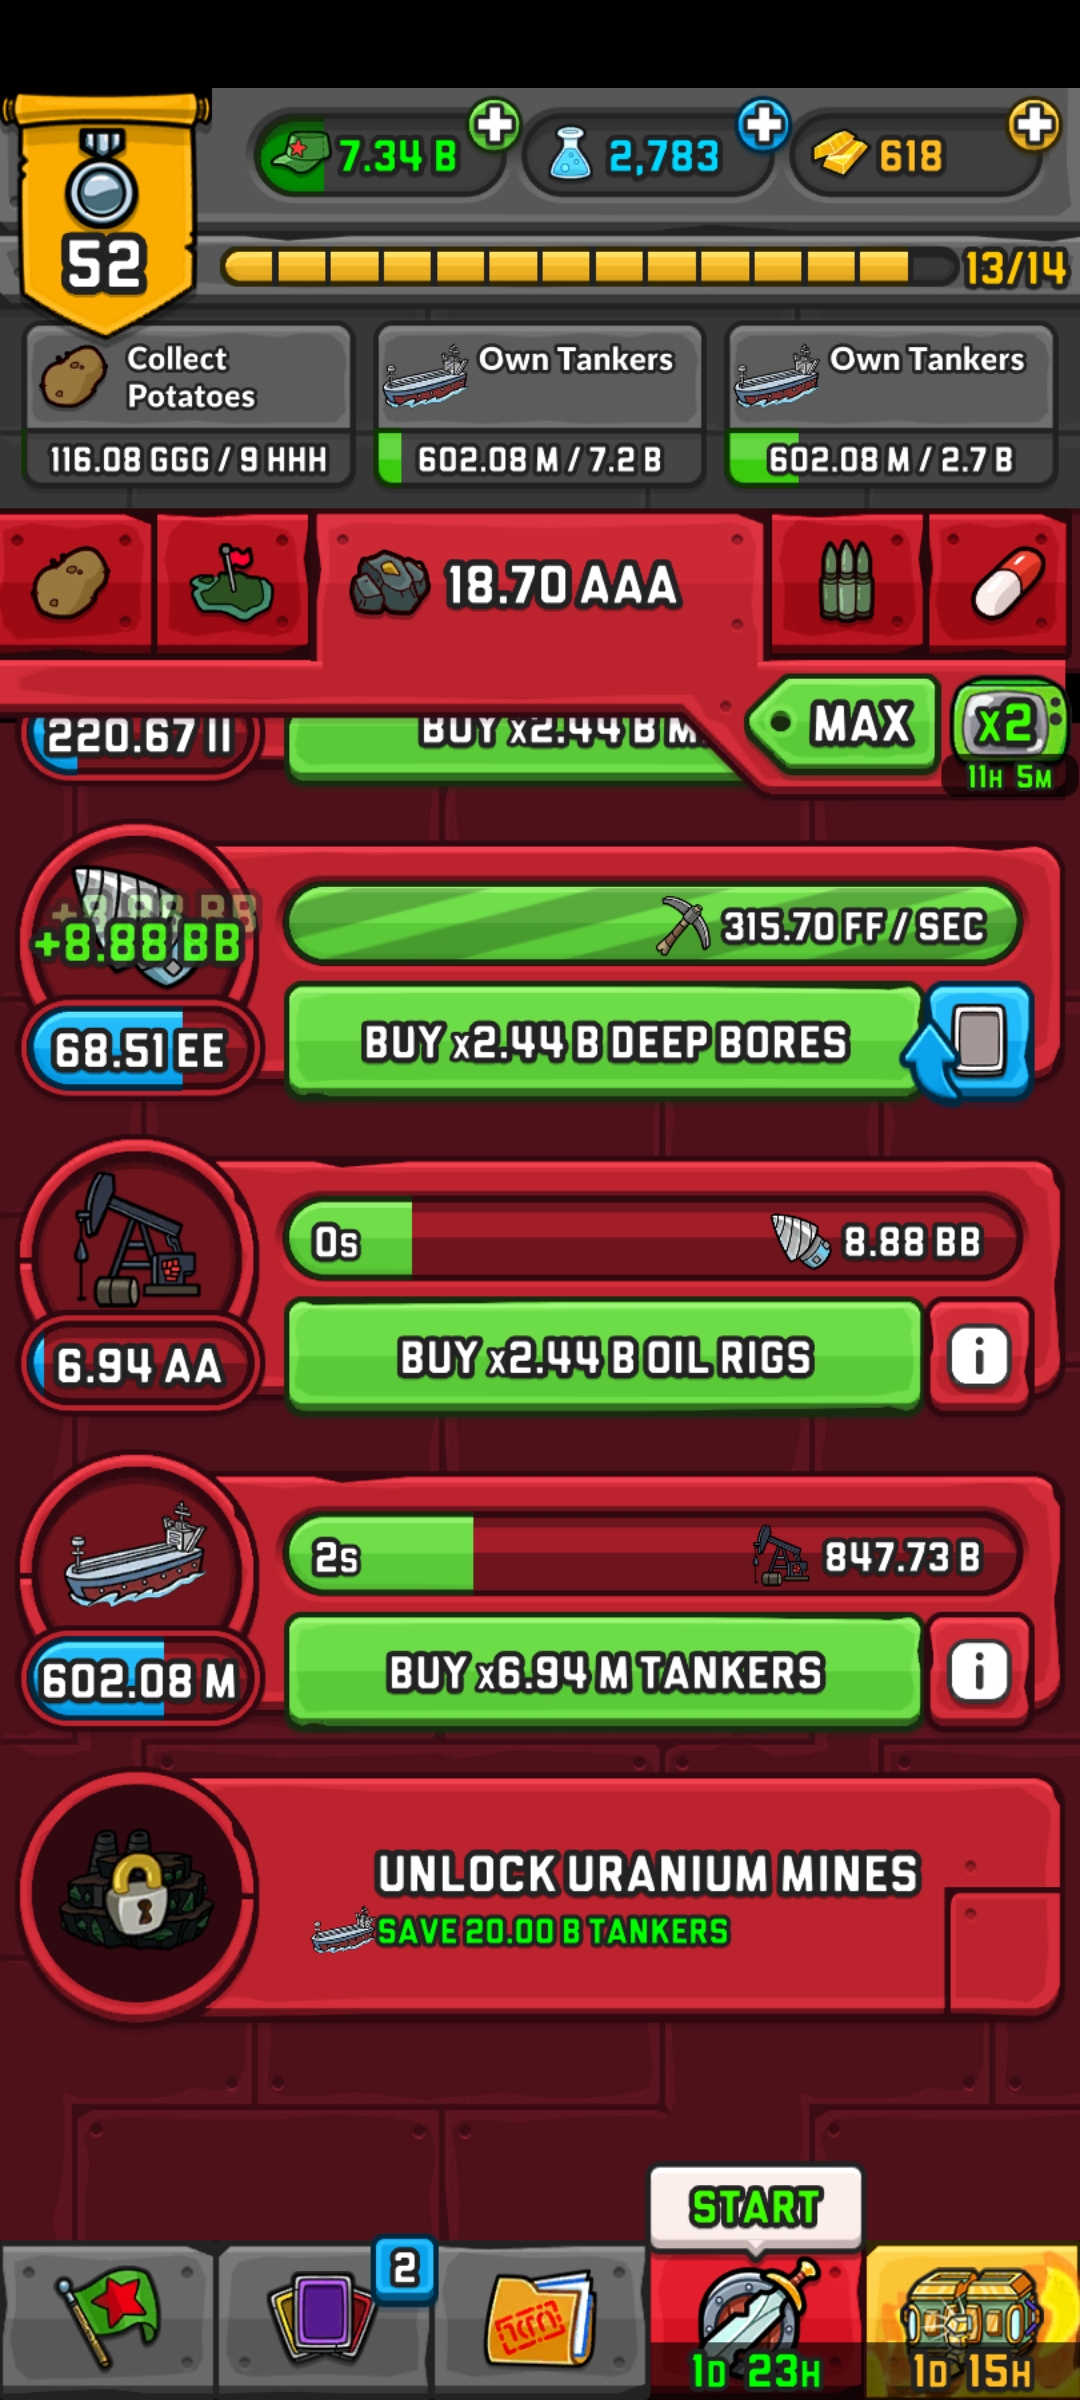 7.34 B
2,783
618
52
13/14
Collect
Potatoes
116.08 GGG / 9 HHH
Own Tankers
602.08 M / 7.2 B
Own Tankers
602.08 M / 2.7 B
18.70 AAA
MAX
x2
11H 5M
220.67 II
BUY x2.44 B M
+8.88 BB
+8.88 BB
315.70 FF / SEC
68.51 EE
BUY x2.44 B DEEP BORES
0s
8.88 BB
6.94 AA
BUY x2.44 B OIL RIGS
i
2s
847.73 B
602.08 M
BUY x6.94 M TANKERS
i
UNLOCK URANIUM MINES
SAVE 20.00 B TANKERS
START
2
1D 23H
1D 15H